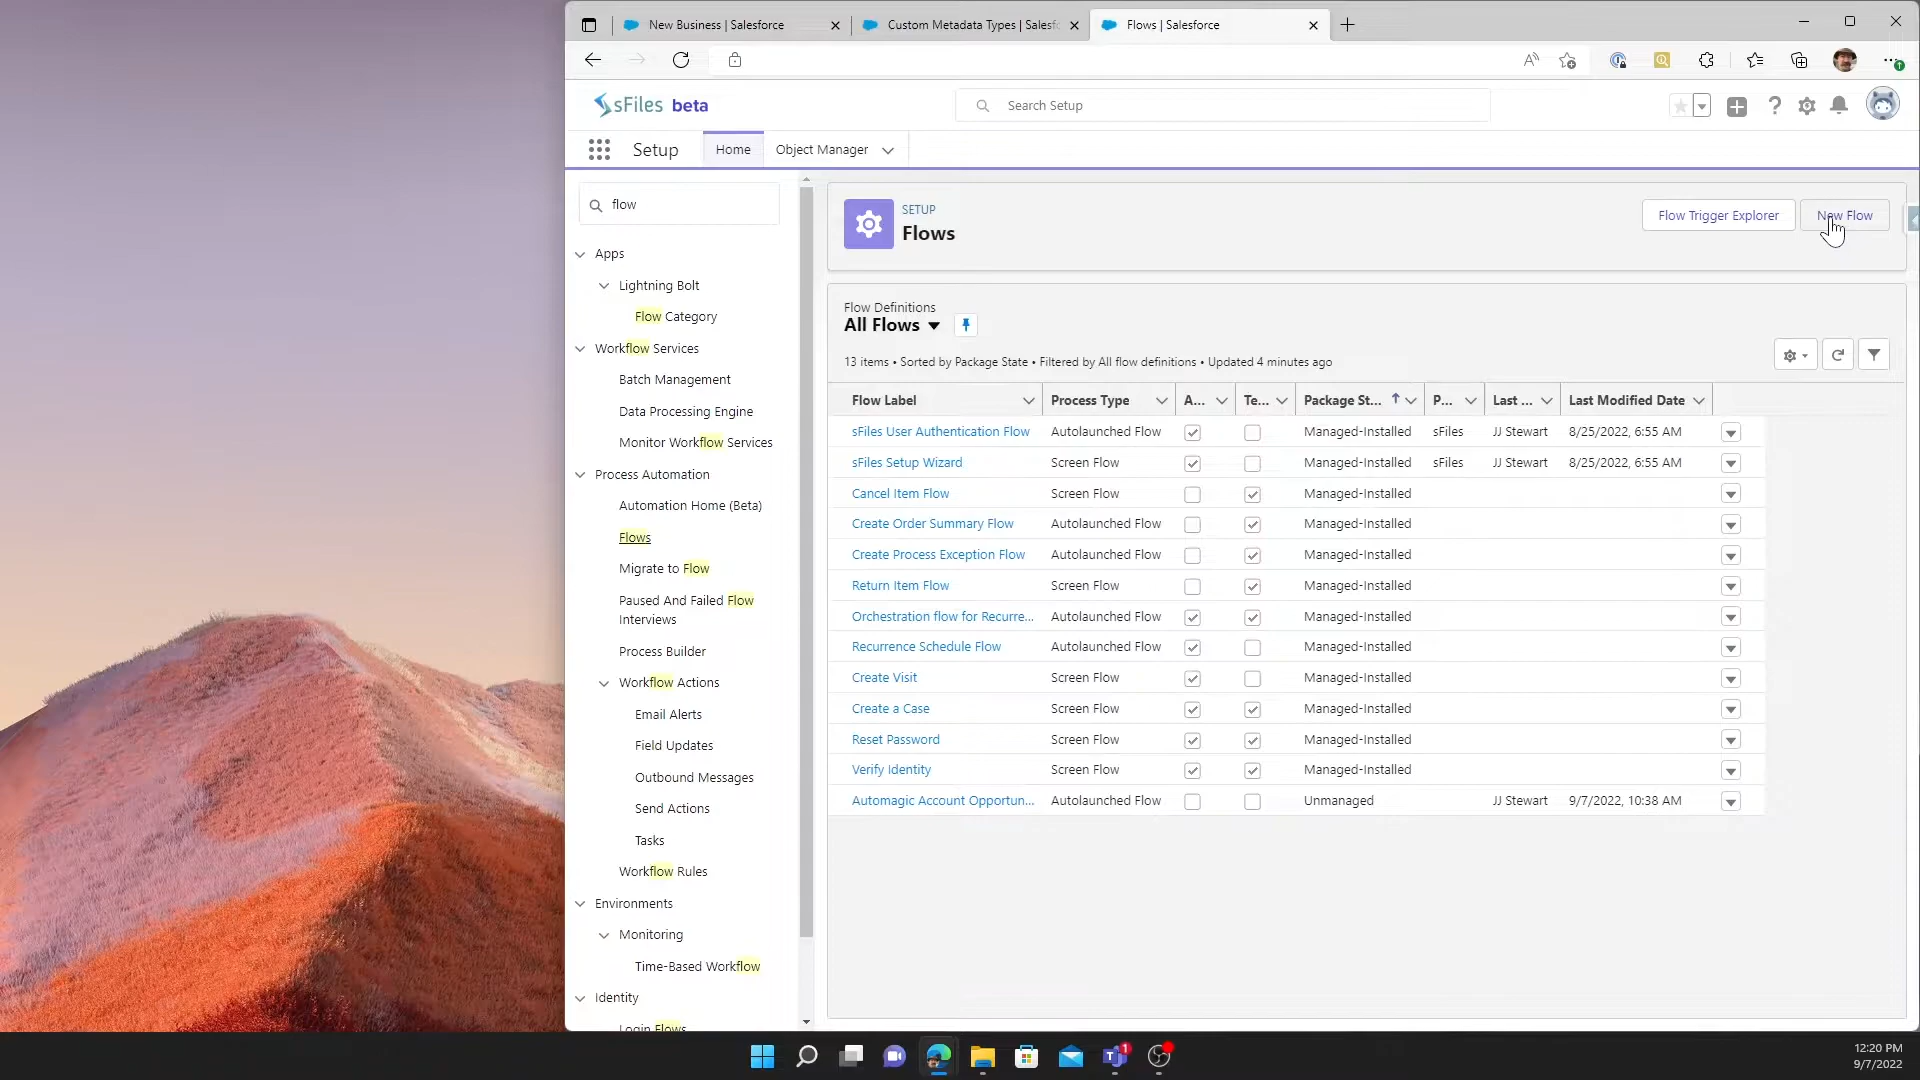 New Business | Salesforce
Custom Metadata Types | Salesfo
Flows | Salesforce
sFiles beta
Search Setup
Setup
Home
Object Manager
flow
Apps
Lightning Bolt
Flow Category
Workflow Services
Batch Management
Data Processing Engine
Monitor Workflow Services
Process Automation
Automation Home (Beta)
Flows
Migrate to Flow
Paused And Failed Flow
Interviews
Process Builder
Workflow Actions
Email Alerts
Field Updates
Outbound Messages
Send Actions
Tasks
Workflow Rules
Environments
Monitoring
Time-Based Workflow
Identity
Login Flows
SETUP
Flows
Flow Trigger Explorer
New Flow
Flow Definitions
All Flows
13 items • Sorted by Package State • Filtered by All flow definitions • Updated 4 minutes ago
Flow Label Process Type A... Te... Package St... P... Last ... Last Modified Date
sFiles User Authentication Flow Autolaunched Flow Managed-Installed sFiles JJ Stewart 8/25/2022, 6:55 AM
sFiles Setup Wizard Screen Flow Managed-Installed sFiles JJ Stewart 8/25/2022, 6:55 AM
Cancel Item Flow Screen Flow Managed-Installed
Create Order Summary Flow Autolaunched Flow Managed-Installed
Create Process Exception Flow Autolaunched Flow Managed-Installed
Return Item Flow Screen Flow Managed-Installed
Orchestration flow for Recurre... Autolaunched Flow Managed-Installed
Recurrence Schedule Flow Autolaunched Flow Managed-Installed
Create Visit Screen Flow Managed-Installed
Create a Case Screen Flow Managed-Installed
Reset Password Screen Flow Managed-Installed
Verify Identity Screen Flow Managed-Installed
Automagic Account Opportun... Autolaunched Flow Unmanaged JJ Stewart 9/7/2022, 10:38 AM
1
12:20 PM
9/7/2022